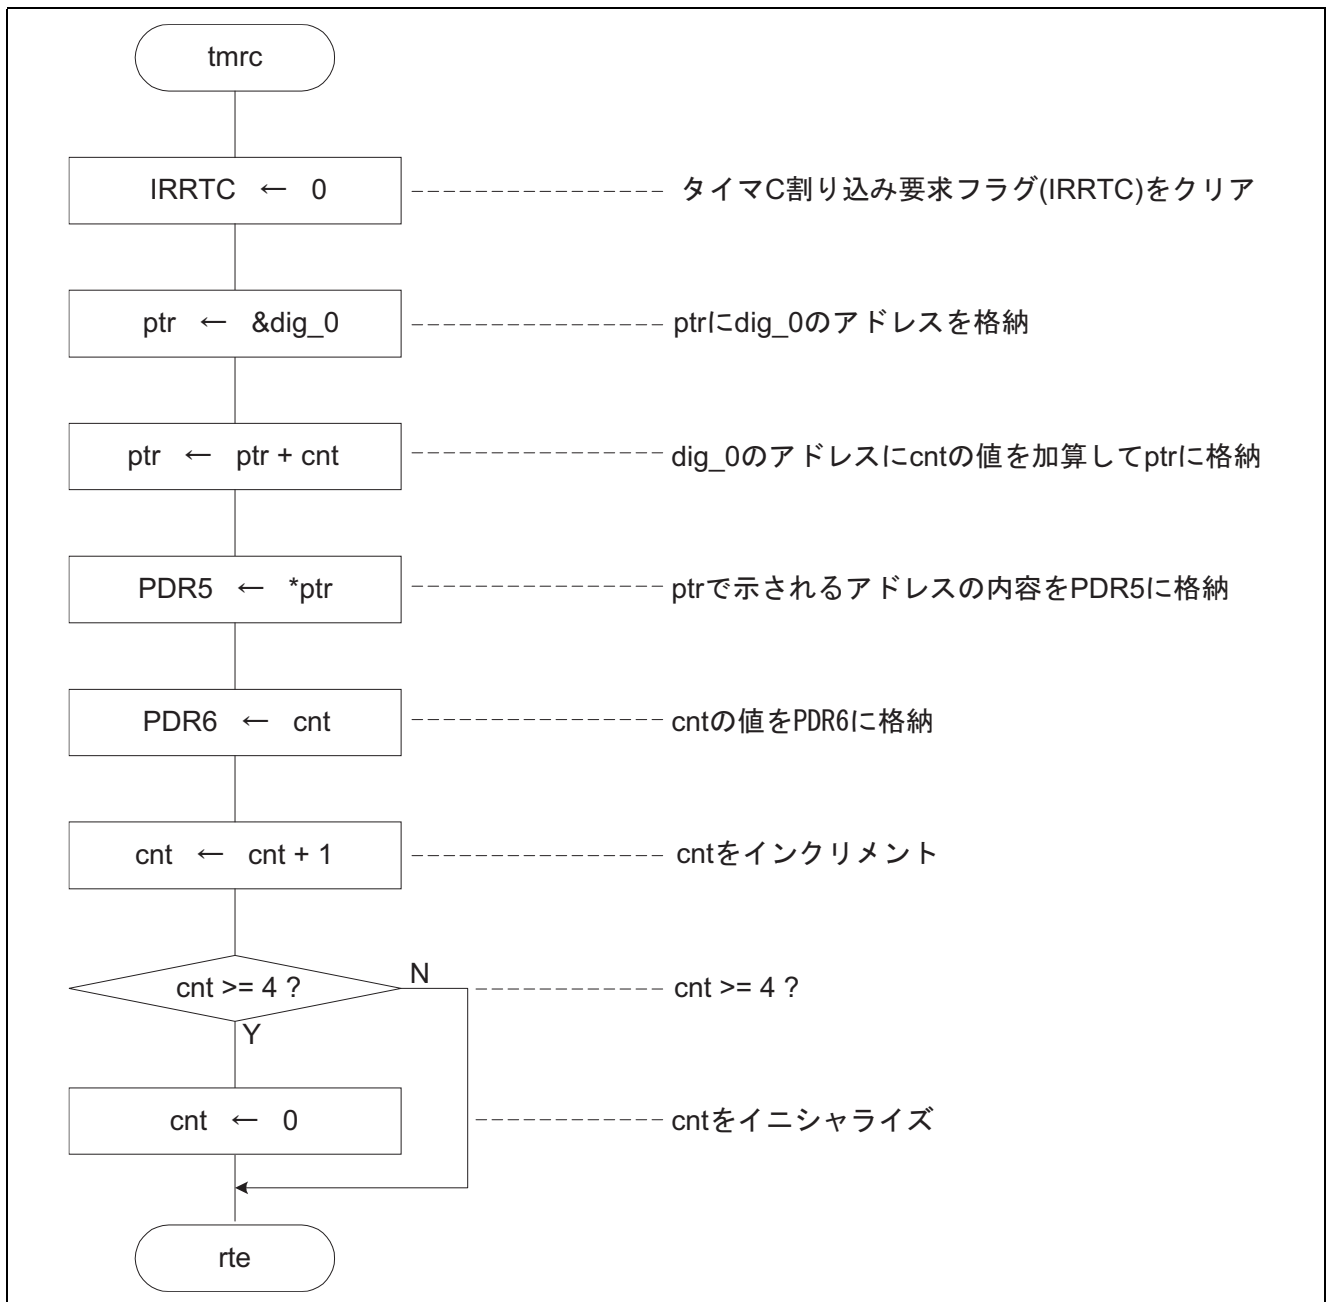 tmrc
IRRTC ← 0
タイマC割り込み要求フラグ(IRRTC)をクリア
ptr ← &dig_0
ptrにdig_0のアドレスを格納
ptr ← ptr + cnt
dig_0のアドレスにcntの値を加算してptrに格納
PDR5 ← *ptr
ptrで示されるアドレスの内容をPDR5に格納
PDR6 ← cnt
cntの値をPDR6に格納
cnt ← cnt + 1
cntをインクリメント
cnt >= 4 ?
N
cnt >= 4 ?
Y
cnt ← 0
cntをイニシャライズ
rte